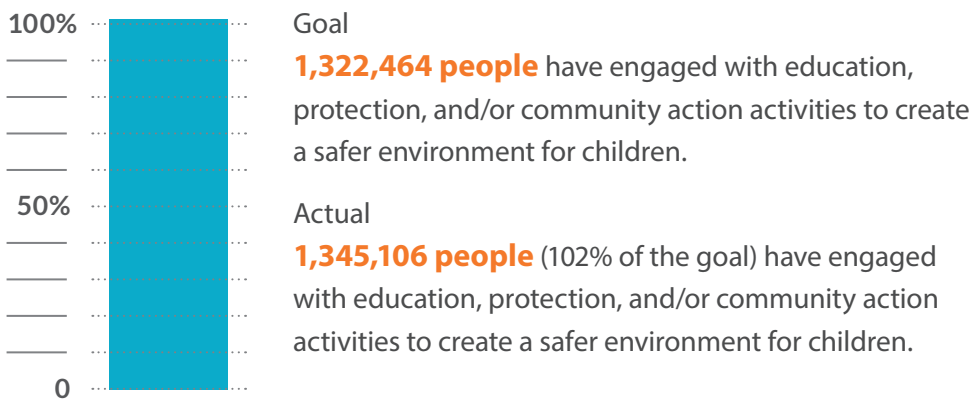 100%
50%
0
Goal
1,322,464 people have engaged with education,
protection, and/or community action activities to create
a safer environment for children.
Actual
1,345,106 people (102% of the goal) have engaged
with education, protection, and/or community action
activities to create a safer environment for children.